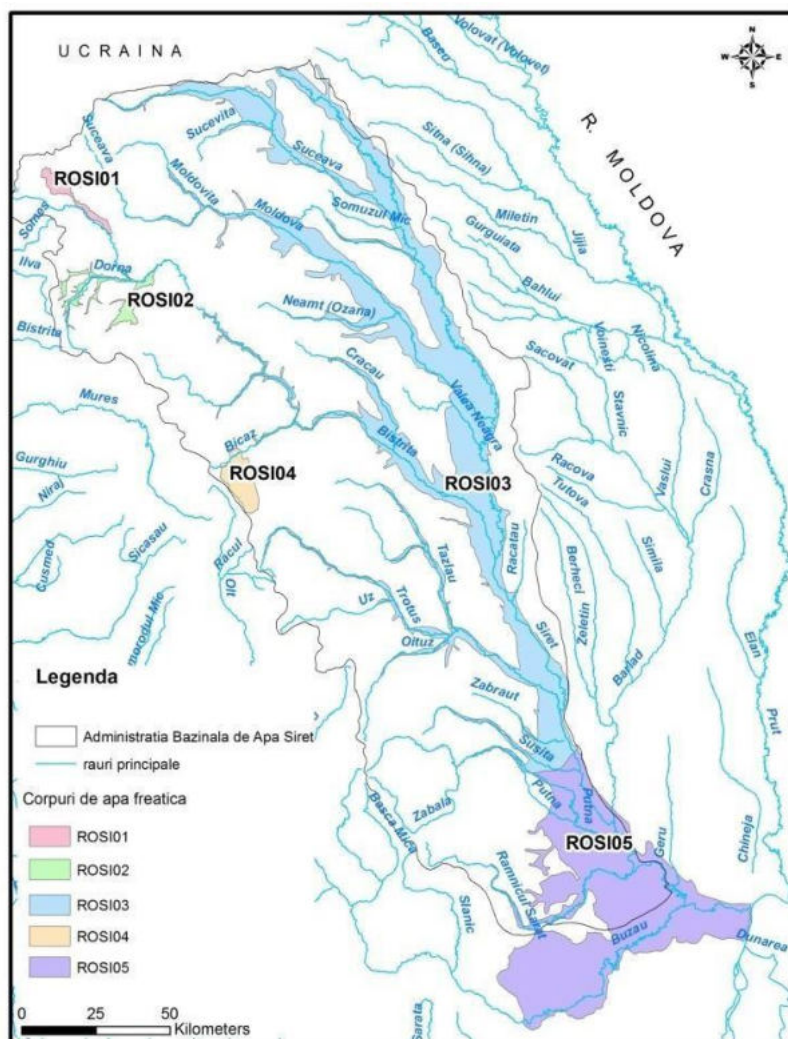 UCRAINA
N
W E
S
R. MOLDOVA
Volovat (Volovet)
Baseu
Sitna (Sihna)
Miletin
Jijia
Gurguiata
Bahlui
Sucevita
Suceava
Suceava
Moldovita
Moldova
Somuzul Mic
ROSI01
Somes
Ilva
Dorna
ROSI02
Bistrita
Neamt (Ozana)
Cracau
Valea Neagra
Sacovat
Voinesti
Nicolina
Stavnic
Mures
Bicaz
Bistrita
ROSI03
ROSI04
Racova
Tutova
Vaslui
Crasna
Gurghiu
Niraj
Sicasau
Cusmed
Racul
Olt
Racatau
Berheci
Zeletin
Simila
Tazlau
Uz
Trotus
Oituz
Siret
Barlad
Elan
Prut
omorodul Mic
Zabraut
Susita
Putna
Putna
Zabala
Basca Mica
ROSI05
Geru
Chineja
Ramnicul Sarat
Slanic
Buzau
Dunarea
Sarata
Legenda
Administratia Bazinala de Apa Siret
rauri principale
Corpuri de apa freatica
ROSI01
ROSI02
ROSI03
ROSI04
ROSI05
0 25 50
Kilometers